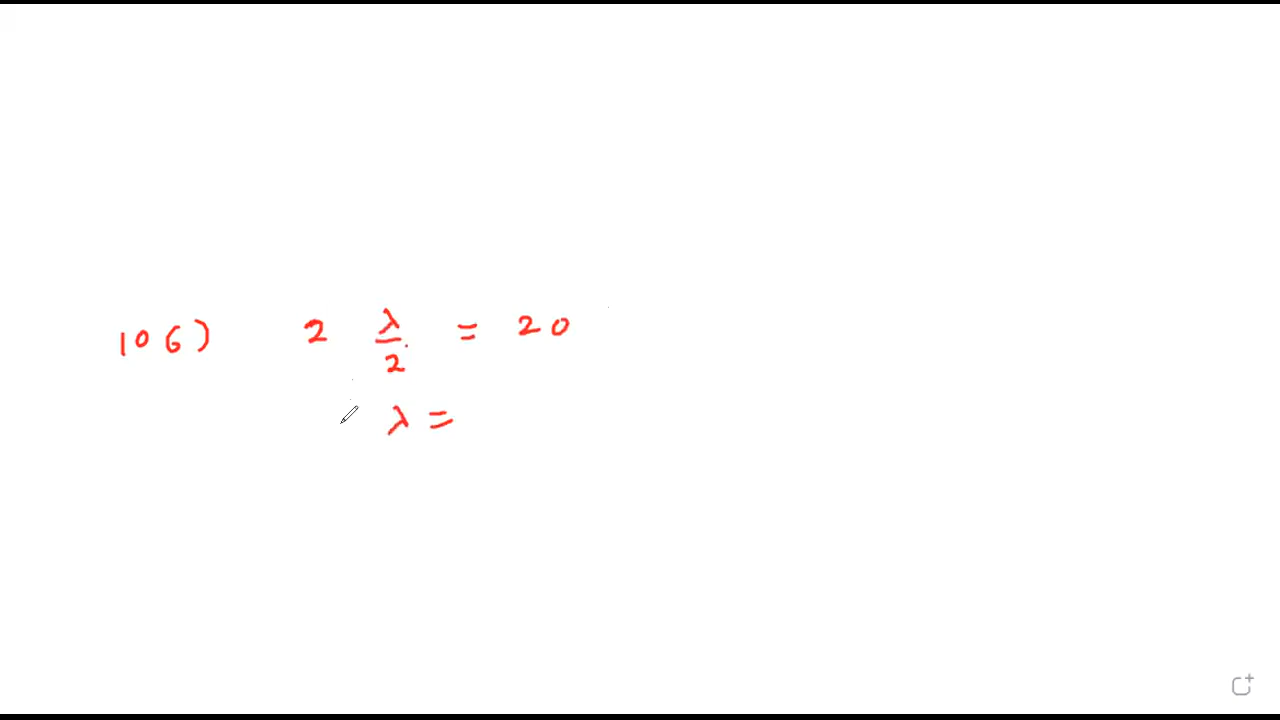 106) 2 λ/2 = 20
λ =